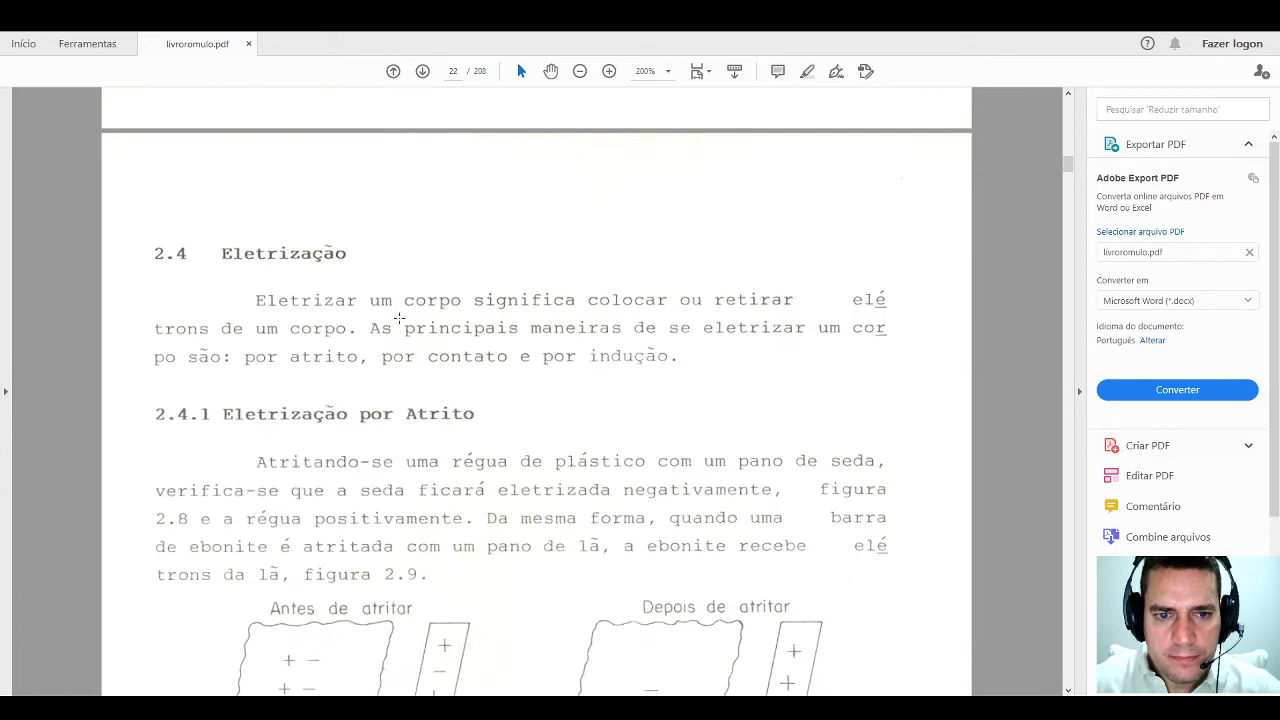 Início Ferramentas livroromulo.pdf × Fazer logon
22 / 208 200%
Pesquisar 'Reduzir tamanho'
Exportar PDF
Adobe Export PDF
Converta online arquivos PDF em
Word ou Excel
Selecionar arquivo PDF
livroromulo.pdf
Converter em
Microsoft Word (*.docx)
Idioma do documento:
Português Alterar
Converter
Criar PDF
Editar PDF
Comentário
Combine arquivos
2.4 Eletrização
Eletrizar um corpo significa colocar ou retirar elé
trons de um corpo. As principais maneiras de se eletrizar um cor
po são: por atrito, por contato e por indução.
2.4.1 Eletrização por Atrito
Atritando-se uma régua de plástico com um pano de seda,
verifica-se que a seda ficará eletrizada negativamente, figura
2.8 e a régua positivamente. Da mesma forma, quando uma barra
de ebonite é atritada com um pano de lã, a ebonite recebe elé
trons da lã, figura 2.9.
Antes de atritar Depois de atritar
+ − + +
− 
+ − − +